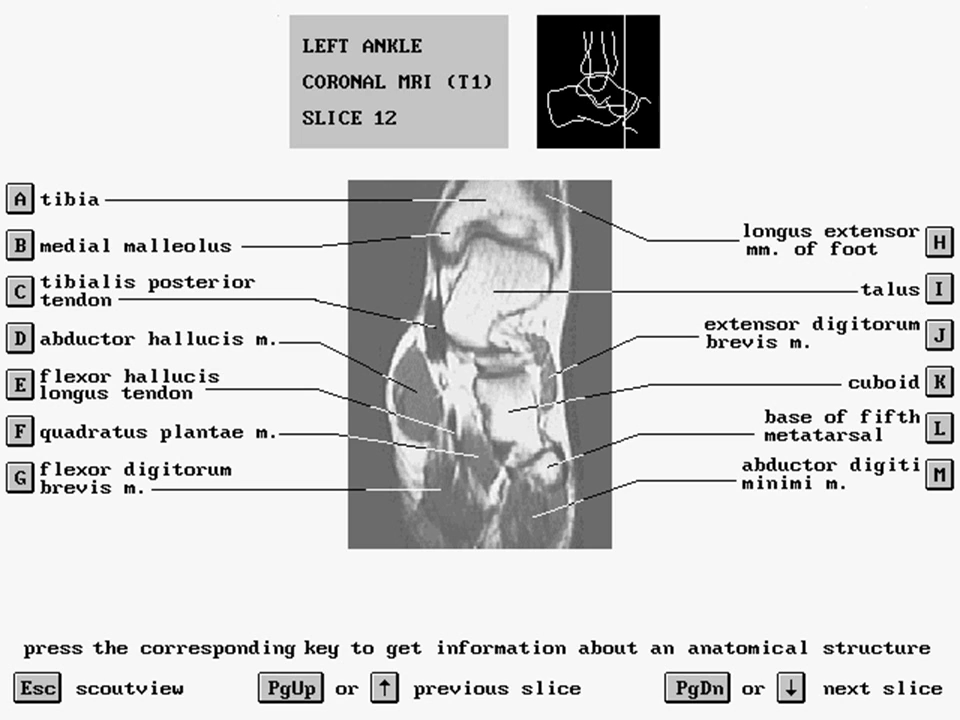 LEFT ANKLE
CORONAL MRI (T1)
SLICE 12
A tibia
B medial malleolus
C tibialis posterior
tendon
D abductor hallucis m.
E flexor hallucis
longus tendon
F quadratus plantae m.
G flexor digitorum
brevis m.
longus extensor H
mm. of foot
talus I
extensor digitorum J
brevis m.
cuboid K
base of fifth L
metatarsal
abductor digiti M
minimi m.
press the corresponding key to get information about an anatomical structure
Esc scoutview PgUp or ↑ previous slice PgDn or ↓ next slice